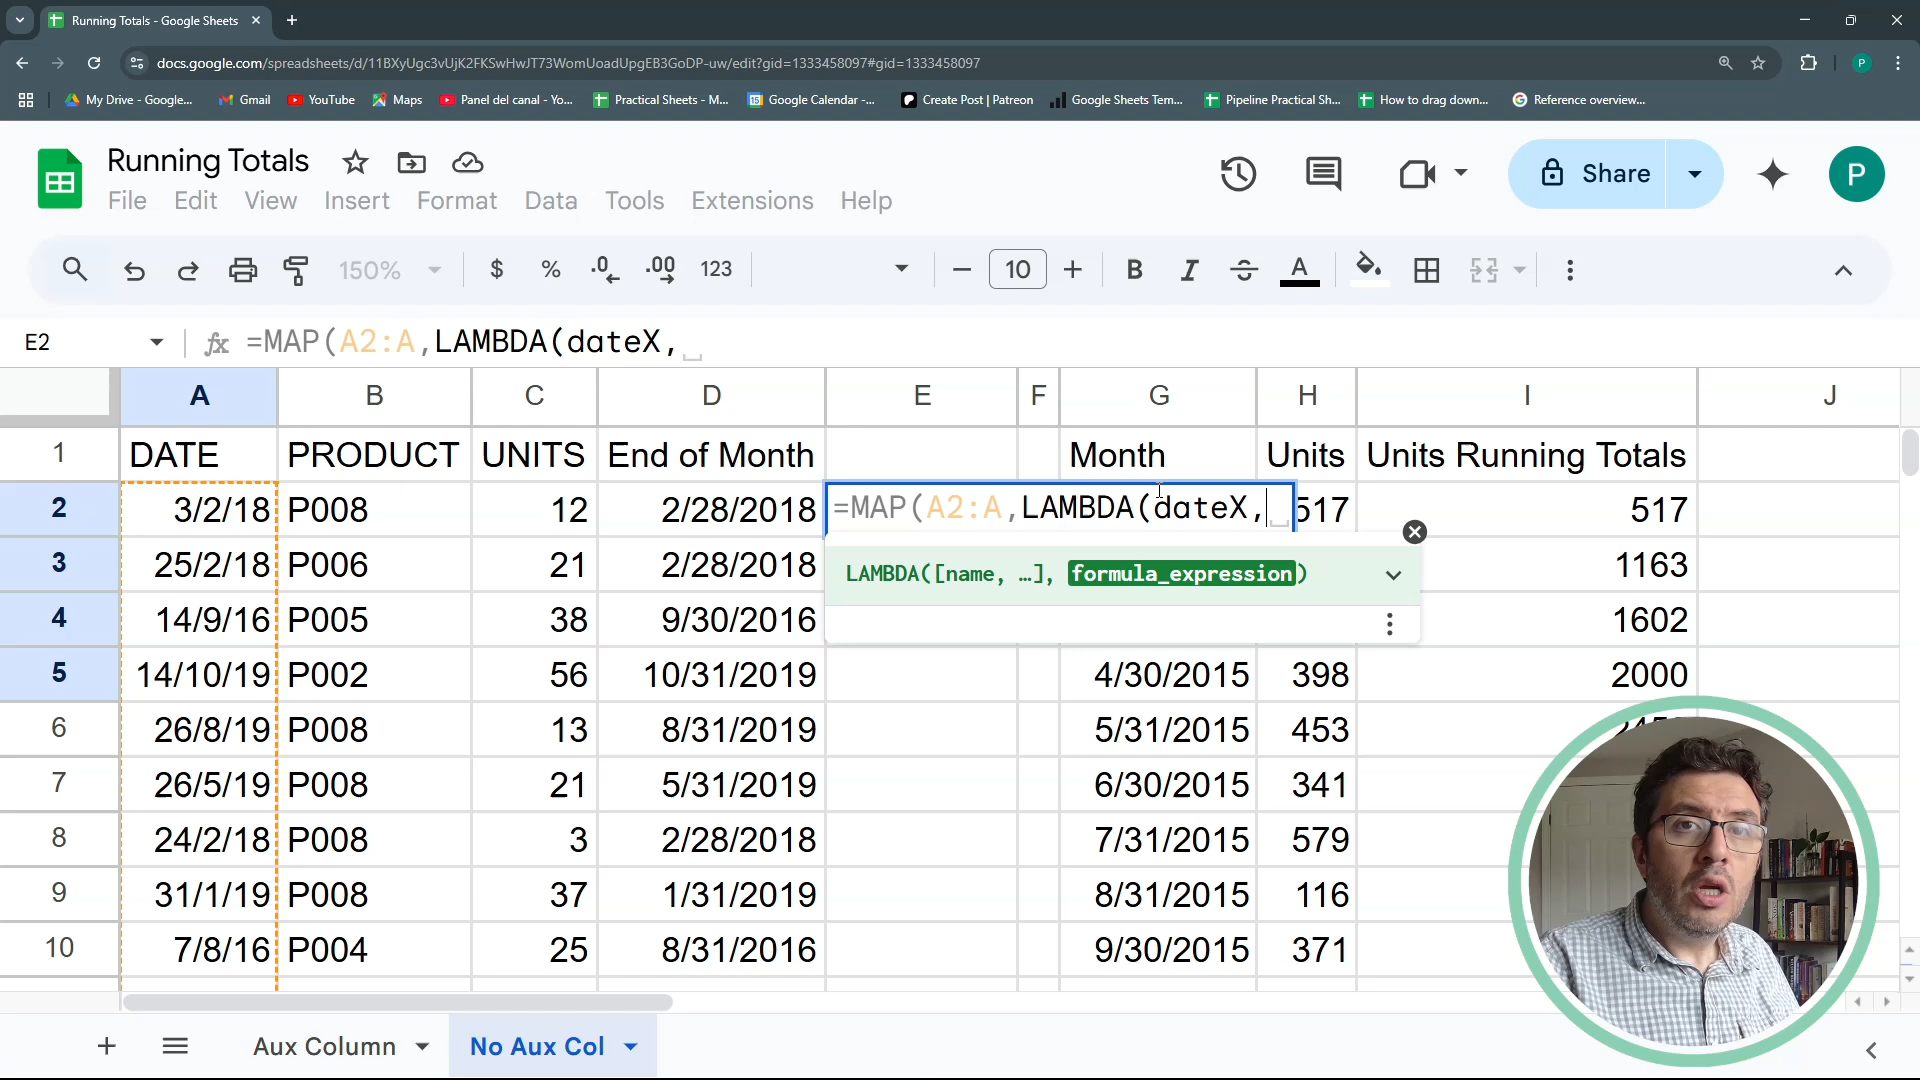 Running Totals - Google Sheets
docs.google.com/spreadsheets/d/11BXyUgc3vUjK2FKSwHwJT73WomUoadUpgEB3GoDP-uw/edit?gid=1333458097#gid=1333458097
P
My Drive - Google...
Gmail
YouTube
Maps
Panel del canal - Yo...
Practical Sheets - M...
Google Calendar -...
Create Post | Patreon
Google Sheets Tem...
Pipeline Practical Sh...
How to drag down...
Reference overview...
Running Totals
Share
P
File Edit View Insert Format Data Tools Extensions Help
150% $ % .0 .00 123 10 B I S A
E2 fx =MAP(A2:A,LAMBDA(dateX,
A B C D E F G H I J
1 DATE PRODUCT UNITS End of Month Month Units Units Running Totals
2 3/2/18 P008 12 2/28/2018 =MAP(A2:A,LAMBDA(dateX, 517 517
3 25/2/18 P006 21 2/28/2018 LAMBDA([name, …], formula_expression) 1163
4 14/9/16 P005 38 9/30/2016 1602
5 14/10/19 P002 56 10/31/2019 4/30/2015 398 2000
6 26/8/19 P008 13 8/31/2019 5/31/2015 453
7 26/5/19 P008 21 5/31/2019 6/30/2015 341
8 24/2/18 P008 3 2/28/2018 7/31/2015 579
9 31/1/19 P008 37 1/31/2019 8/31/2015 116
10 7/8/16 P004 25 8/31/2016 9/30/2015 371
Aux Column
No Aux Col